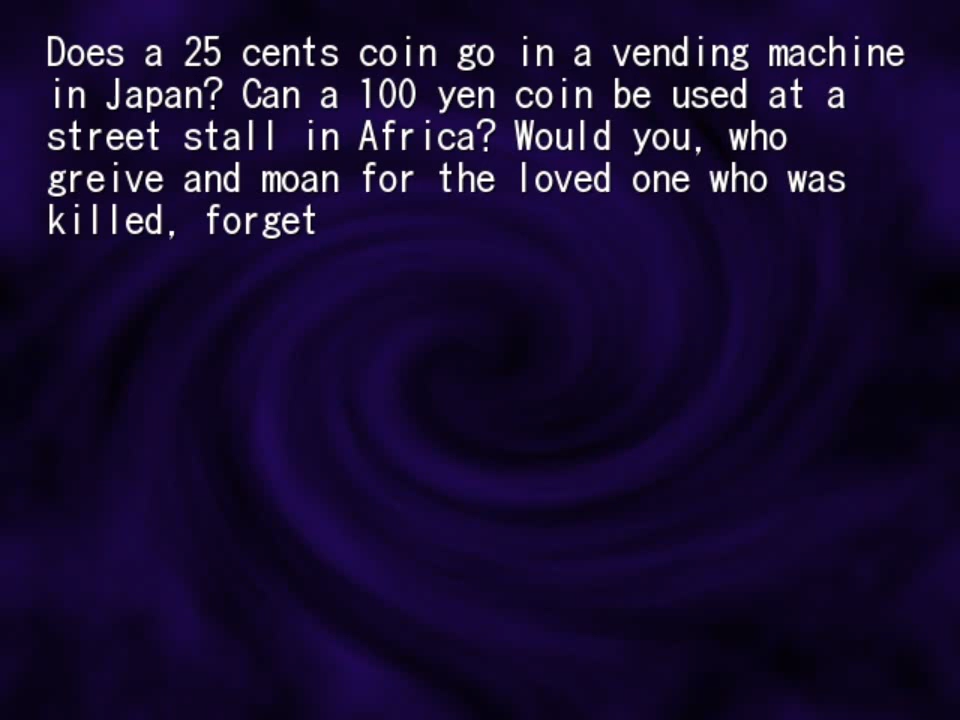 Does a 25 cents coin go in a vending machine
in Japan? Can a 100 yen coin be used at a
street stall in Africa? Would you, who
greive and moan for the loved one who was
killed, forget